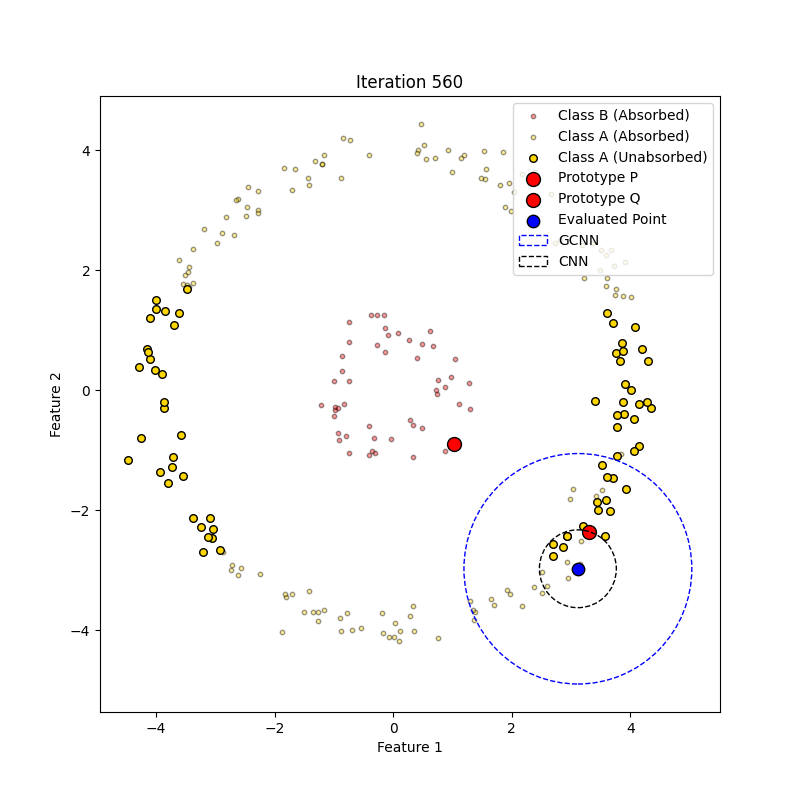 Iteration 560
Class B (Absorbed)
Class A (Absorbed)
Class A (Unabsorbed)
Prototype P
Prototype Q
Evaluated Point
GCNN
CNN
Feature 2
4
2
0
−2
−4
−4
−2
0
2
4
Feature 1